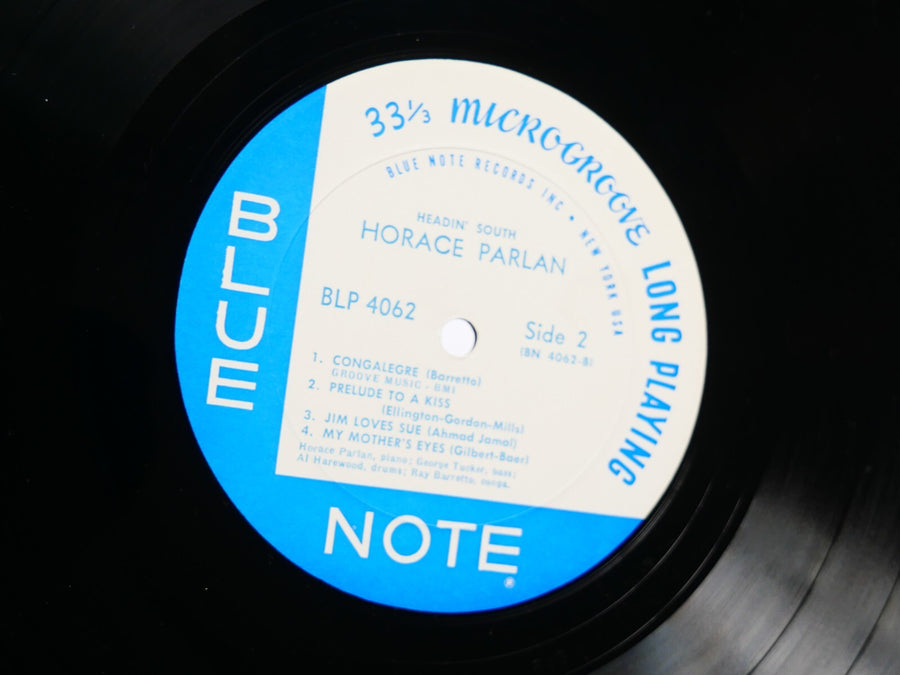 33⅓ MICROGROOVE LONG PLAYING
BLUE NOTE RECORDS INC • NEW YORK USA
HEADIN' SOUTH
HORACE PARLAN
BLP 4062
Side 2
(BN 4062-B)
1. CONGALEGRE (Barretto)
GROOVE MUSIC - BMI
2. PRELUDE TO A KISS
(Ellington-Gordon-Mills)
3. JIM LOVES SUE (Ahmad Jamal)
4. MY MOTHER'S EYES (Gilbert-Baer)
Horace Parlan, piano; George Tucker, bass;
Al Harewood, drums; Ray Barretto, conga.
BLUE
NOTE
®